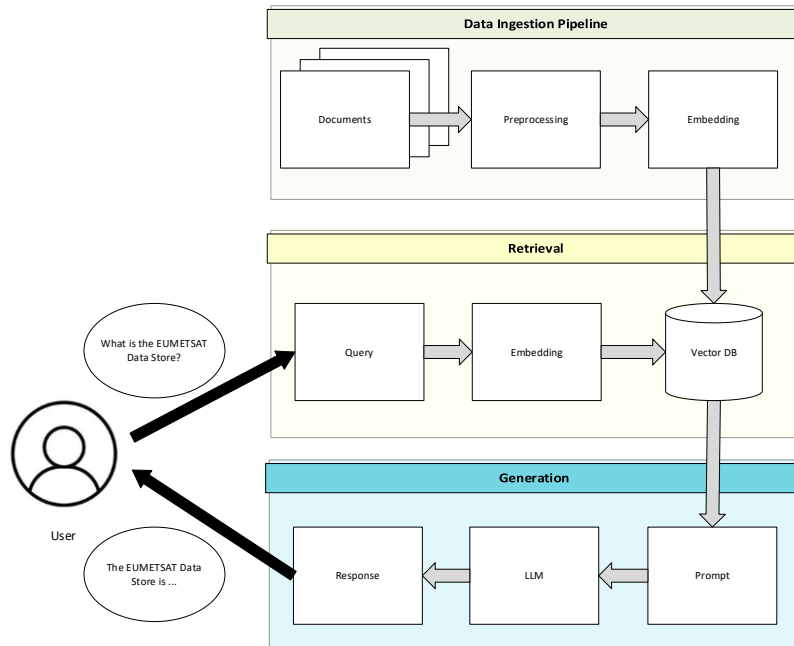 Data Ingestion Pipeline
Documents
Preprocessing
Embedding
Retrieval
What is the EUMETSAT
Data Store?
Query
Embedding
Vector DB
User
Generation
The EUMETSAT Data
Store is ...
Response
LLM
Prompt